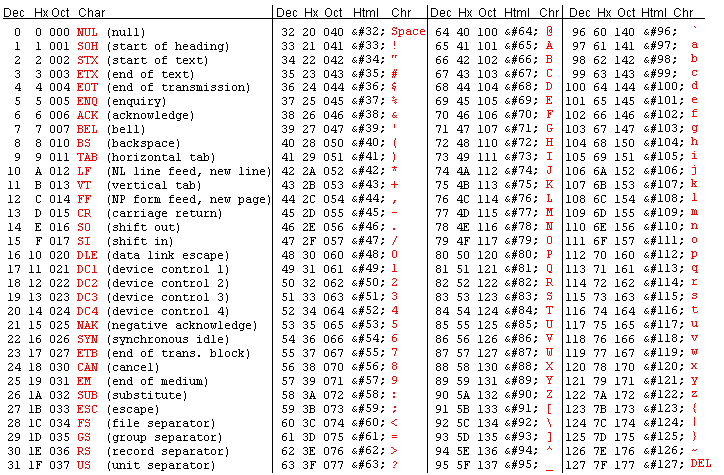 Dec Hx Oct Char Dec Hx Oct Html Chr Dec Hx Oct Html Chr Dec Hx Oct Html Chr
0 0 000 NUL (null) 32 20 040 &#32; Space 64 40 100 &#64; @ 96 60 140 &#96; `
1 1 001 SOH (start of heading) 33 21 041 &#33; ! 65 41 101 &#65; A 97 61 141 &#97; a
2 2 002 STX (start of text) 34 22 042 &#34; " 66 42 102 &#66; B 98 62 142 &#98; b
3 3 003 ETX (end of text) 35 23 043 &#35; # 67 43 103 &#67; C 99 63 143 &#99; c
4 4 004 EOT (end of transmission) 36 24 044 &#36; $ 68 44 104 &#68; D 100 64 144 &#100; d
5 5 005 ENQ (enquiry) 37 25 045 &#37; % 69 45 105 &#69; E 101 65 145 &#101; e
6 6 006 ACK (acknowledge) 38 26 046 &#38; & 70 46 106 &#70; F 102 66 146 &#102; f
7 7 007 BEL (bell) 39 27 047 &#39; ' 71 47 107 &#71; G 103 67 147 &#103; g
8 8 010 BS (backspace) 40 28 050 &#40; ( 72 48 110 &#72; H 104 68 150 &#104; h
9 9 011 TAB (horizontal tab) 41 29 051 &#41; ) 73 49 111 &#73; I 105 69 151 &#105; i
10 A 012 LF (NL line feed, new line) 42 2A 052 &#42; * 74 4A 112 &#74; J 106 6A 152 &#106; j
11 B 013 VT (vertical tab) 43 2B 053 &#43; + 75 4B 113 &#75; K 107 6B 153 &#107; k
12 C 014 FF (NP form feed, new page) 44 2C 054 &#44; , 76 4C 114 &#76; L 108 6C 154 &#108; l
13 D 015 CR (carriage return) 45 2D 055 &#45; - 77 4D 115 &#77; M 109 6D 155 &#109; m
14 E 016 SO (shift out) 46 2E 056 &#46; . 78 4E 116 &#78; N 110 6E 156 &#110; n
15 F 017 SI (shift in) 47 2F 057 &#47; / 79 4F 117 &#79; O 111 6F 157 &#111; o
16 10 020 DLE (data link escape) 48 30 060 &#48; 0 80 50 120 &#80; P 112 70 160 &#112; p
17 11 021 DC1 (device control 1) 49 31 061 &#49; 1 81 51 121 &#81; Q 113 71 161 &#113; q
18 12 022 DC2 (device control 2) 50 32 062 &#50; 2 82 52 122 &#82; R 114 72 162 &#114; r
19 13 023 DC3 (device control 3) 51 33 063 &#51; 3 83 53 123 &#83; S 115 73 163 &#115; s
20 14 024 DC4 (device control 4) 52 34 064 &#52; 4 84 54 124 &#84; T 116 74 164 &#116; t
21 15 025 NAK (negative acknowledge) 53 35 065 &#53; 5 85 55 125 &#85; U 117 75 165 &#117; u
22 16 026 SYN (synchronous idle) 54 36 066 &#54; 6 86 56 126 &#86; V 118 76 166 &#118; v
23 17 027 ETB (end of trans. block) 55 37 067 &#55; 7 87 57 127 &#87; W 119 77 167 &#119; w
24 18 030 CAN (cancel) 56 38 070 &#56; 8 88 58 130 &#88; X 120 78 170 &#120; x
25 19 031 EM (end of medium) 57 39 071 &#57; 9 89 59 131 &#89; Y 121 79 171 &#121; y
26 1A 032 SUB (substitute) 58 3A 072 &#58; : 90 5A 132 &#90; Z 122 7A 172 &#122; z
27 1B 033 ESC (escape) 59 3B 073 &#59; ; 91 5B 133 &#91; [ 123 7B 173 &#123; {
28 1C 034 FS (file separator) 60 3C 074 &#60; < 92 5C 134 &#92; \ 124 7C 174 &#124; |
29 1D 035 GS (group separator) 61 3D 075 &#61; = 93 5D 135 &#93; ] 125 7D 175 &#125; }
30 1E 036 RS (record separator) 62 3E 076 &#62; > 94 5E 136 &#94; ^ 126 7E 176 &#126; ~
31 1F 037 US (unit separator) 63 3F 077 &#63; ? 95 5F 137 &#95; _ 127 7F 177 &#127; DEL